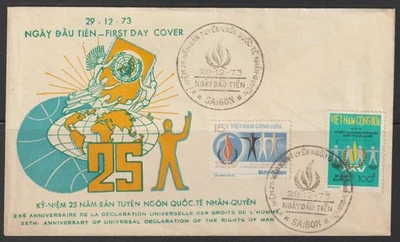 29-12-73
NGÀY ĐẦU TIÊN - FIRST DAY COVER
25
KỶ-NIỆM 25 NĂM BẢN TUYÊN NGÔN QUỐC-TẾ NHÂN-QUYỀN
25È ANNIVERSAIRE DE LA DÉCLARATION UNIVERSELLE DES DROITS DE L'HOMME
25TH ANNIVERSARY OF UNIVERSAL DECLARATION OF THE RIGHTS OF MAN
29-12-73
NGÀY ĐẦU TIÊN
SAIGON
15đ
VIỆT-NAM CỘNG-HÒA
BƯU-CHÍNH
VIỆT-NAM CỘNG-HÒA
100đ
29-12-73
NGÀY ĐẦU TIÊN
SAIGON